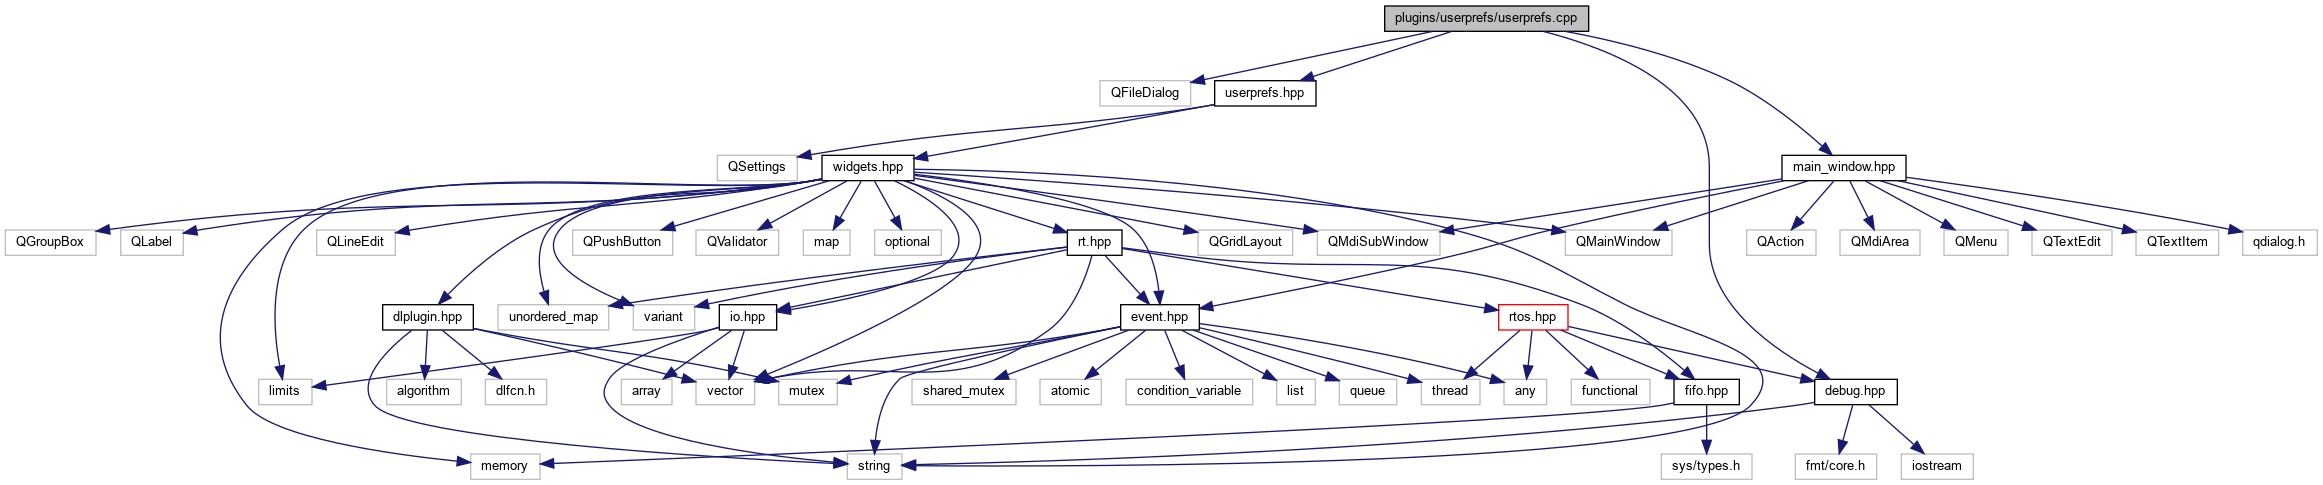 plugins/userprefs/userprefs.cpp
QFileDialog
userprefs.hpp
QSettings
widgets.hpp
main_window.hpp
QGroupBox
QLabel
QLineEdit
QPushButton
QValidator
map
optional
rt.hpp
QGridLayout
QMdiSubWindow
QMainWindow
QAction
QMdiArea
QMenu
QTextEdit
QTextItem
qdialog.h
dlplugin.hpp
unordered_map
variant
io.hpp
event.hpp
rtos.hpp
limits
algorithm
dlfcn.h
array
vector
mutex
shared_mutex
atomic
condition_variable
list
queue
thread
any
functional
fifo.hpp
debug.hpp
memory
string
sys/types.h
fmt/core.h
iostream